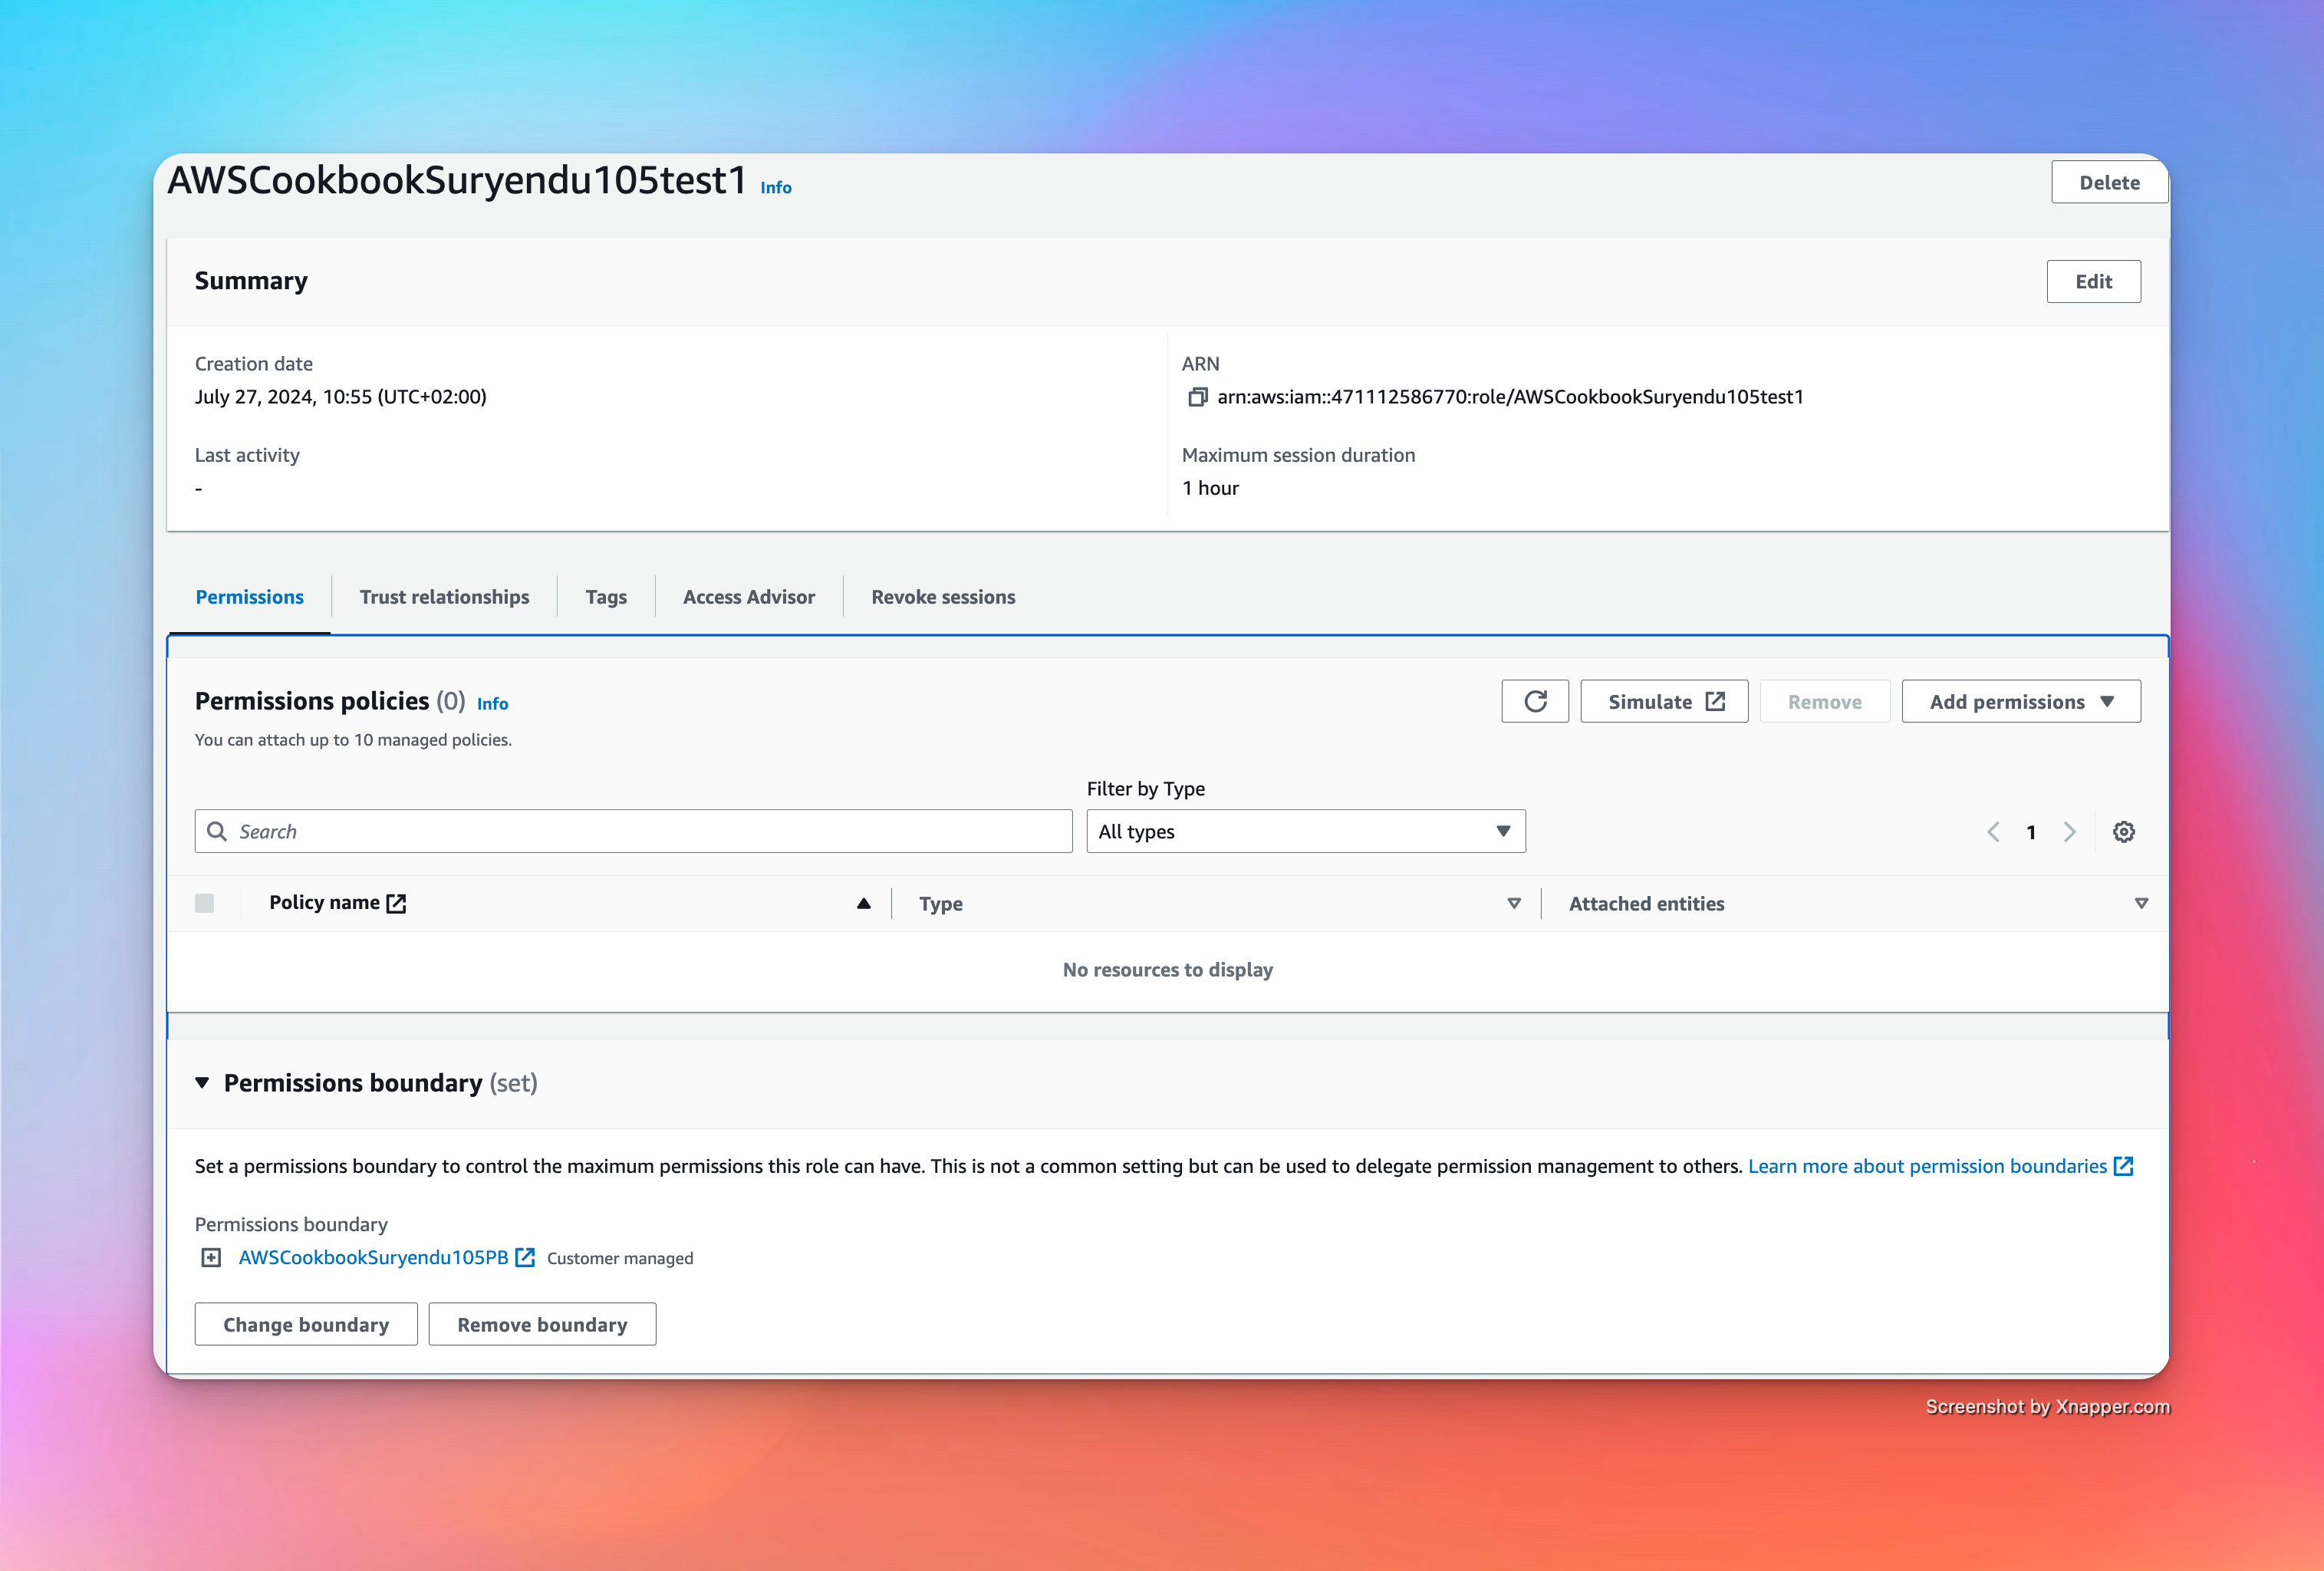 AWSCookbookSuryendu105test1 Info
Delete
Summary
Edit
Creation date
July 27, 2024, 10:55 (UTC+02:00)
ARN
arn:aws:iam::471112586770:role/AWSCookbookSuryendu105test1
Last activity
-
Maximum session duration
1 hour
Permissions
Trust relationships
Tags
Access Advisor
Revoke sessions
Permissions policies (0) Info
You can attach up to 10 managed policies.
Simulate
Remove
Add permissions
Filter by Type
Search
All types
1
Policy name
Type
Attached entities
No resources to display
Permissions boundary (set)
Set a permissions boundary to control the maximum permissions this role can have. This is not a common setting but can be used to delegate permission management to others. Learn more about permission boundaries
Permissions boundary
AWSCookbookSuryendu105PB Customer managed
Change boundary
Remove boundary
Screenshot by Xnapper.com